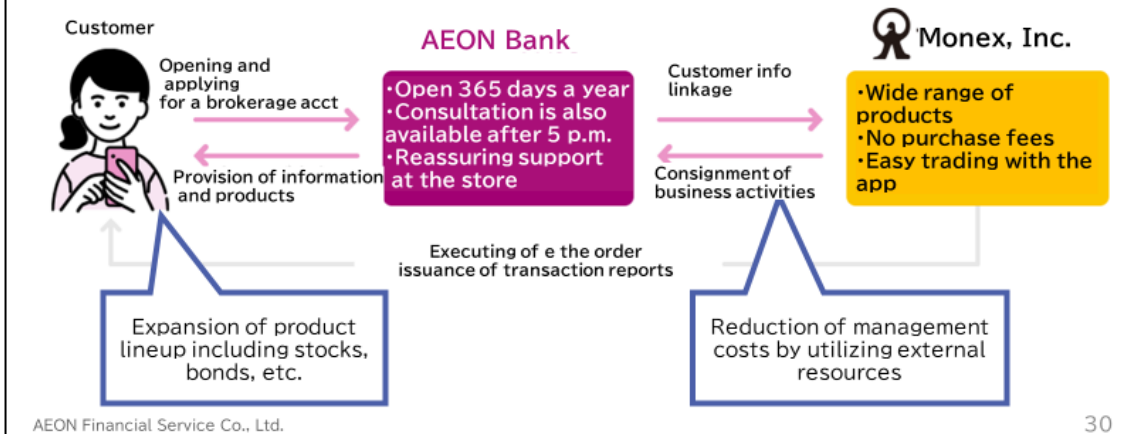 Customer
Opening and
applying
for a brokerage acct
Provision of information
and products
AEON Bank
・Open 365 days a year
・Consultation is also
available after 5 p.m.
・Reassuring support
at the store
Customer info
linkage
Consignment of
business activities
Monex, Inc.
・Wide range of
products
・No purchase fees
・Easy trading with the
app
Executing of e the order
issuance of transaction reports
Expansion of product
lineup including stocks,
bonds, etc.
Reduction of management
costs by utilizing external
resources
AEON Financial Service Co., Ltd.
30